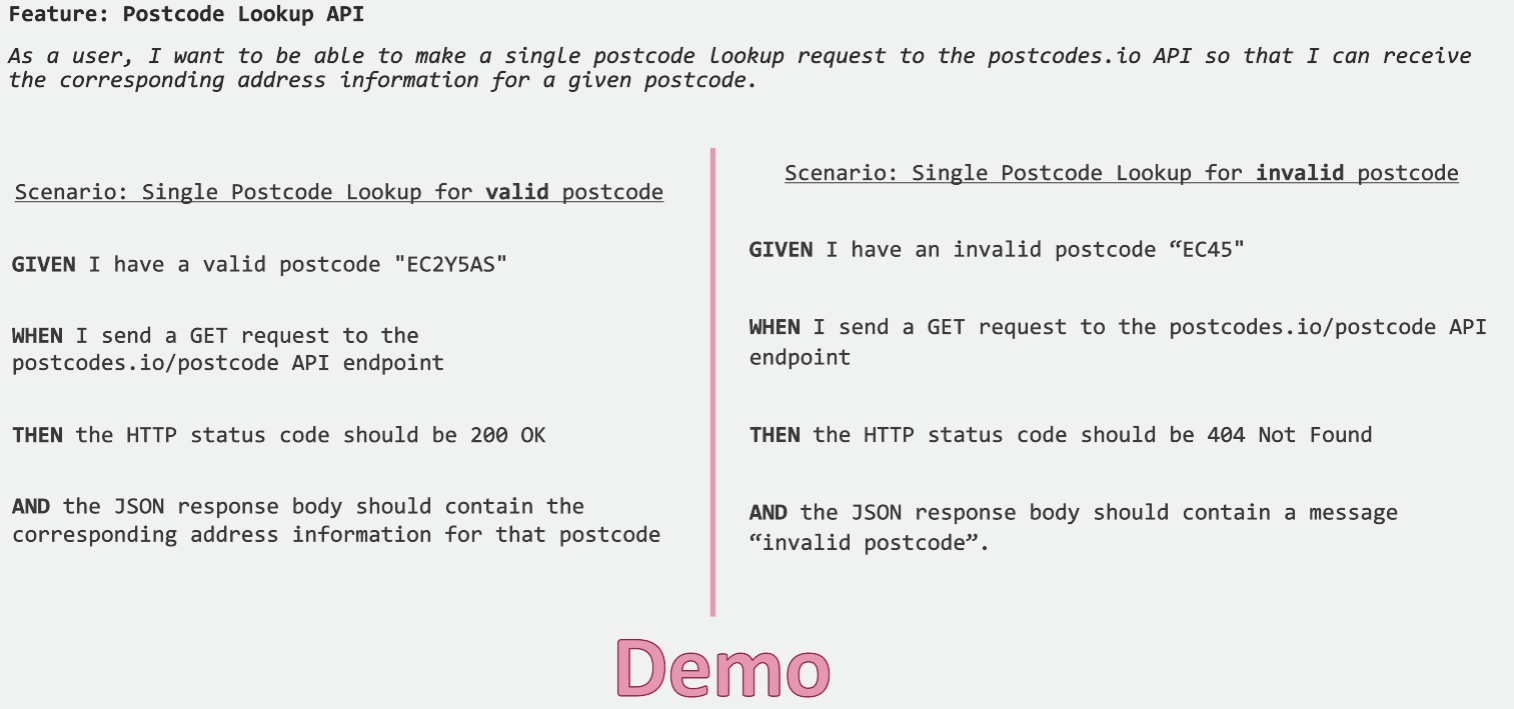 Feature: Postcode Lookup API
As a user, I want to be able to make a single postcode lookup request to the postcodes.io API so that I can receive
the corresponding address information for a given postcode.
Scenario: Single Postcode Lookup for valid postcode
GIVEN I have a valid postcode "EC2Y5AS"
WHEN I send a GET request to the
postcodes.io/postcode API endpoint
THEN the HTTP status code should be 200 OK
AND the JSON response body should contain the
corresponding address information for that postcode
Scenario: Single Postcode Lookup for invalid postcode
GIVEN I have an invalid postcode “EC45"
WHEN I send a GET request to the postcodes.io/postcode API
endpoint
THEN the HTTP status code should be 404 Not Found
AND the JSON response body should contain a message
“invalid postcode”.
Demo